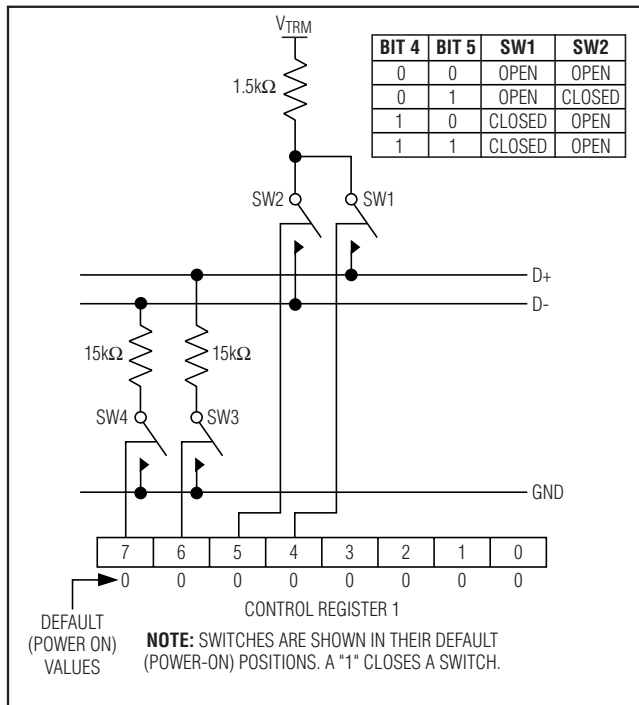 VTRM
1.5kΩ
BIT 4 BIT 5 SW1 SW2
0 0 OPEN OPEN
0 1 OPEN CLOSED
1 0 CLOSED OPEN
1 1 CLOSED OPEN
SW2 SW1
D+
D-
15kΩ 15kΩ
SW4 SW3
GND
7 6 5 4 3 2 1 0
0 0 0 0 0 0 0 0
CONTROL REGISTER 1
DEFAULT
(POWER ON)
VALUES
NOTE: SWITCHES ARE SHOWN IN THEIR DEFAULT
(POWER-ON) POSITIONS. A "1" CLOSES A SWITCH.